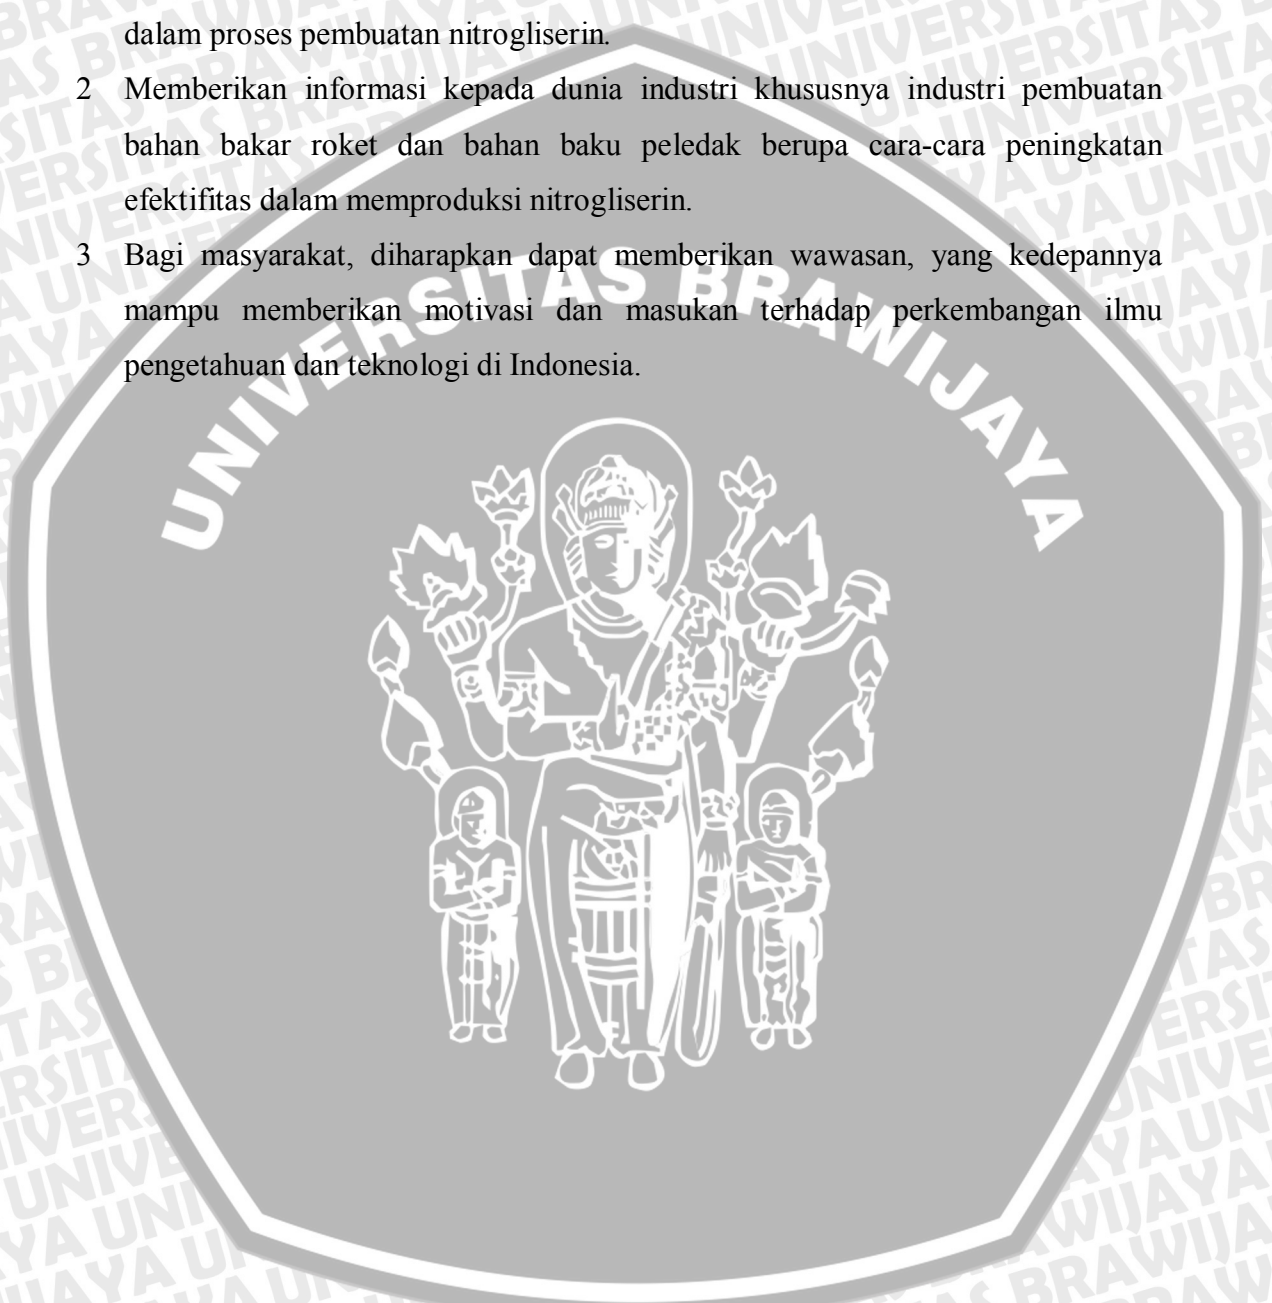 dalam proses pembuatan nitrogliserin.
2 Memberikan informasi kepada dunia industri khususnya industri pembuatan
bahan bakar roket dan bahan baku peledak berupa cara-cara peningkatan
efektifitas dalam memproduksi nitrogliserin.
3 Bagi masyarakat, diharapkan dapat memberikan wawasan, yang kedepannya
mampu memberikan motivasi dan masukan terhadap perkembangan ilmu
pengetahuan dan teknologi di Indonesia.
UNIVERSITAS BRAWIJAYA